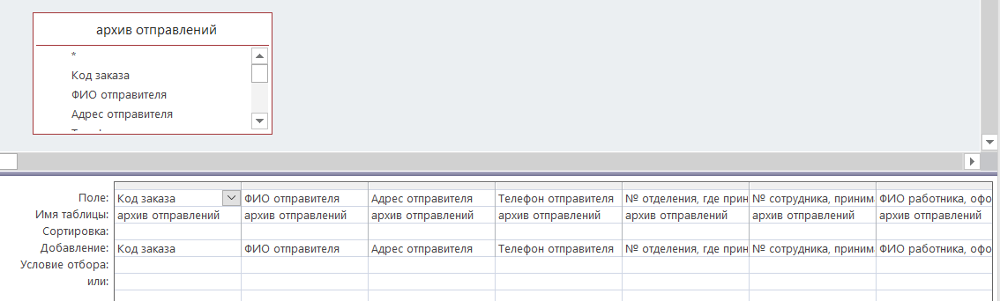 архив отправлений
*
Код заказа
ФИО отправителя
Адрес отправителя
Поле: Код заказа ФИО отправителя Адрес отправителя Телефон отправителя № отделения, где прин № сотрудника, приним ФИО работника, офо
Имя таблицы: архив отправлений архив отправлений архив отправлений архив отправлений архив отправлений архив отправлений архив отправлений
Сортировка:
Добавление: Код заказа ФИО отправителя Адрес отправителя Телефон отправителя № отделения, где прин № сотрудника, приним ФИО работника, офо
Условие отбора:
или: